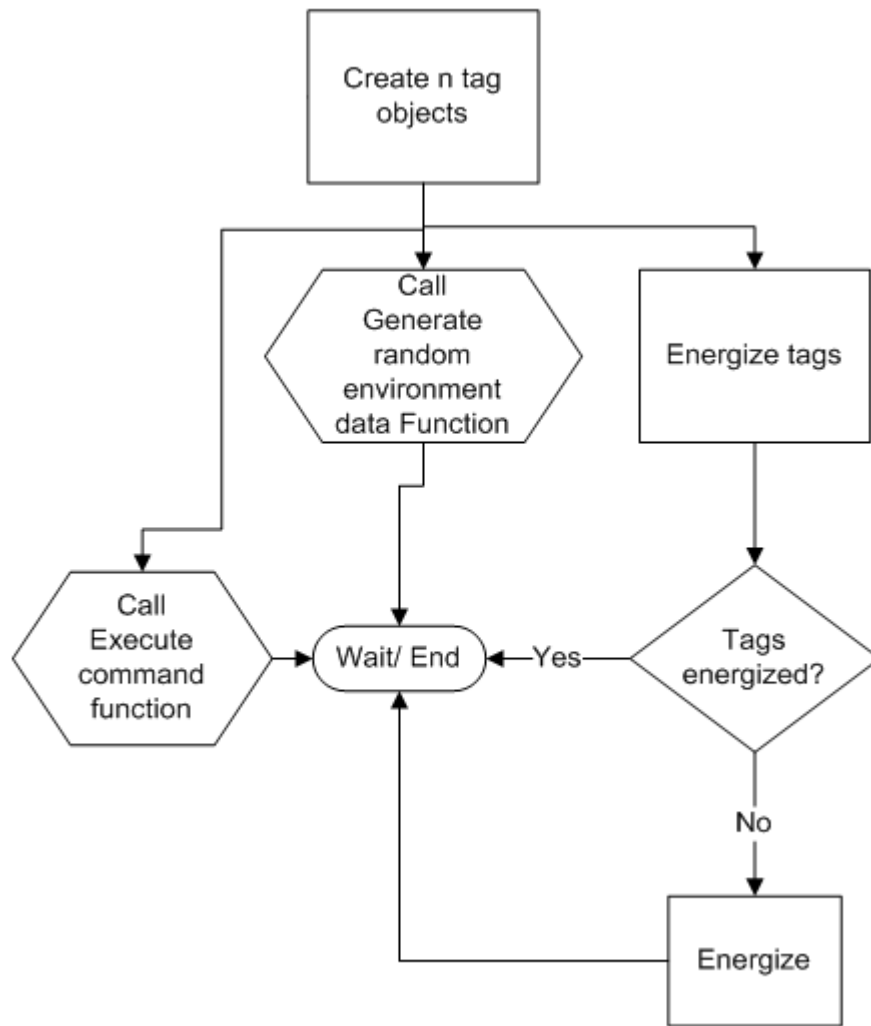 Create n tag
objects
Call
Generate
random
environment
data Function
Energize tags
Call
Execute
command
function
Wait/ End
Yes
Tags
energized?
No
Energize